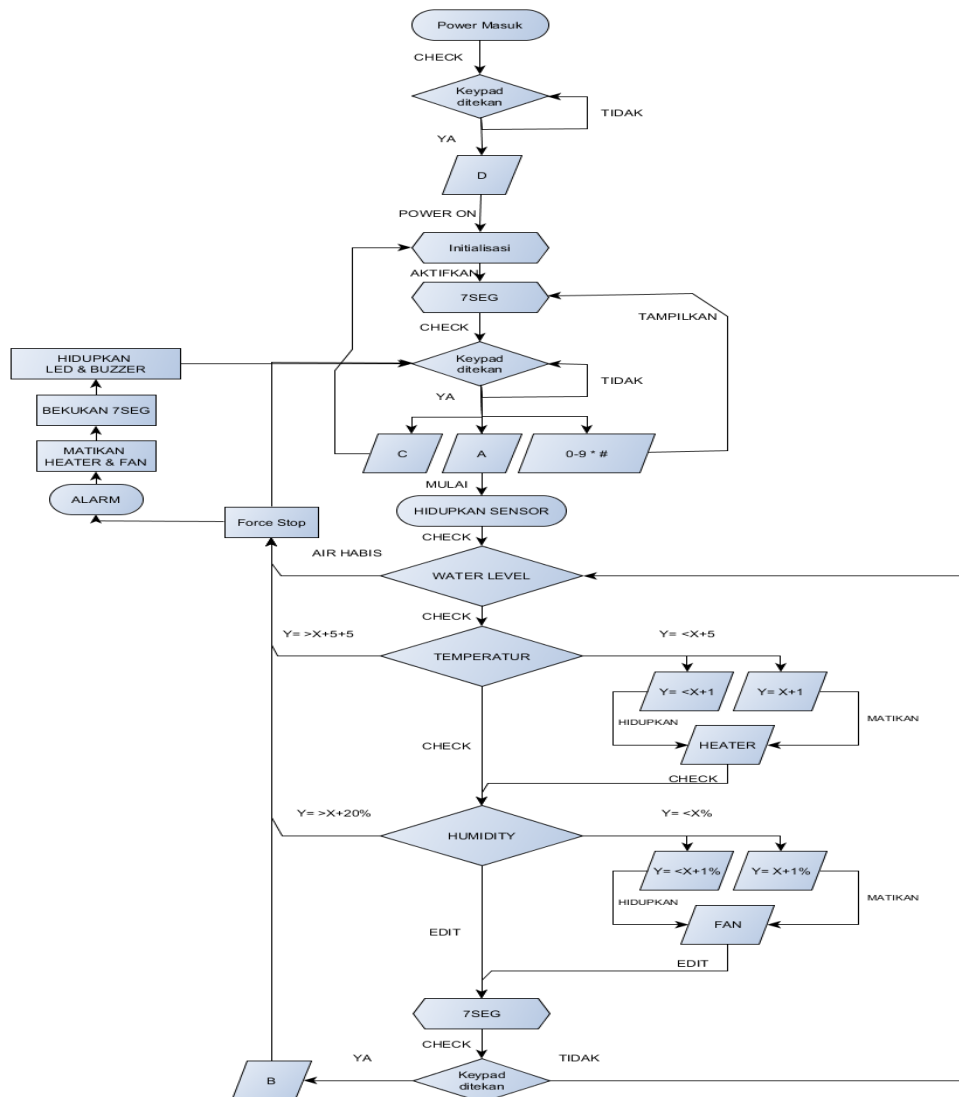 Power Masuk
CHECK
Keypad
ditekan
TIDAK
YA
D
POWER ON
Initialisasi
AKTIFKAN
7SEG
CHECK
TAMPILKAN
Keypad
ditekan
TIDAK
YA
HIDUPKAN
LED & BUZZER
BEKUKAN 7SEG
MATIKAN
HEATER & FAN
ALARM
C
A
0-9 * #
MULAI
HIDUPKAN SENSOR
Force Stop
CHECK
AIR HABIS
WATER LEVEL
CHECK
Y= >X+5+5
TEMPERATUR
Y= <X+5
Y= <X+1
Y= X+1
HIDUPKAN
MATIKAN
HEATER
CHECK
CHECK
Y= >X+20%
HUMIDITY
Y= <X%
Y= <X+1%
Y= X+1%
HIDUPKAN
MATIKAN
FAN
EDIT
EDIT
7SEG
CHECK
YA
TIDAK
B
Keypad
ditekan